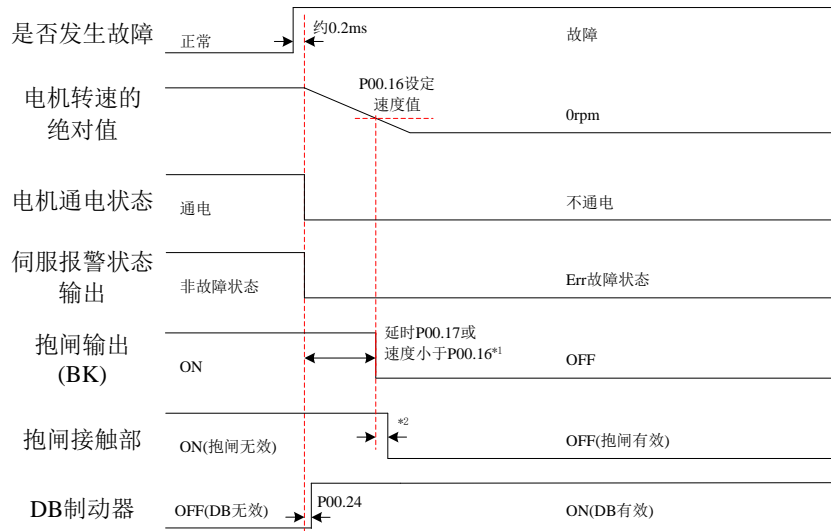 是否发生故障
正常
约0.2ms
故障
电机转速的
绝对值
P00.16设定
速度值
0rpm
电机通电状态
通电
不通电
伺服报警状态
输出
非故障状态
Err故障状态
抱闸输出
(BK)
ON
延时P00.17或
速度小于P00.16*1
OFF
抱闸接触部
ON(抱闸无效)
*2
OFF(抱闸有效)
DB制动器
OFF(DB无效)
P00.24
ON(DB有效)